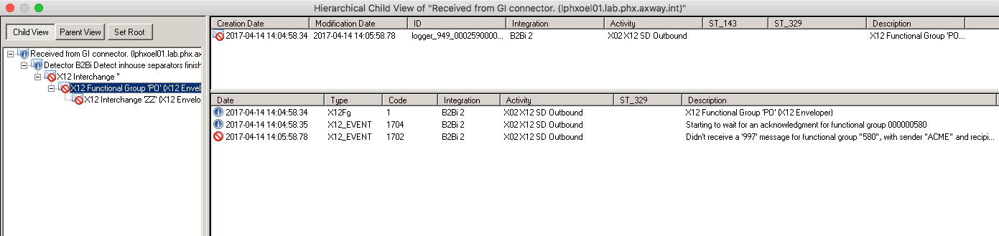 Hierarchical Child View of "Received from GI connector. (lphxoel01.lab.phx.axway.int)"
Child View Parent View Set Root
Received from GI connector. (lphxoel01.lab.phx.ax
Detector B2Bi Detect inhouse separators finish
X12 Interchange ''
X12 Functional Group 'PO' (X12 Envel
X12 Interchange 'ZZ' (X12 Envelo
Creation Date Modification Date ID Integration Activity ST_143 ST_329 Description
2017-04-14 14:04:58.34 2017-04-14 14:05:58.78 logger_949_0002590000... B2Bi 2 X02 X12 SD Outbound X12 Functional Group 'PO...
Date Type Code Integration Activity ST_329 Description
2017-04-14 14:04:58.34 X12Fg 1 B2Bi 2 X02 X12 SD Outbound X12 Functional Group 'PO' (X12 Enveloper)
2017-04-14 14:04:58.35 X12_EVENT 1704 B2Bi 2 X02 X12 SD Outbound Starting to wait for an acknowledgment for functional group 000000580
2017-04-14 14:05:58.78 X12_EVENT 1702 B2Bi 2 X02 X12 SD Outbound Didn't receive a '997' message for functional group "580", with sender "ACME" and recipi...